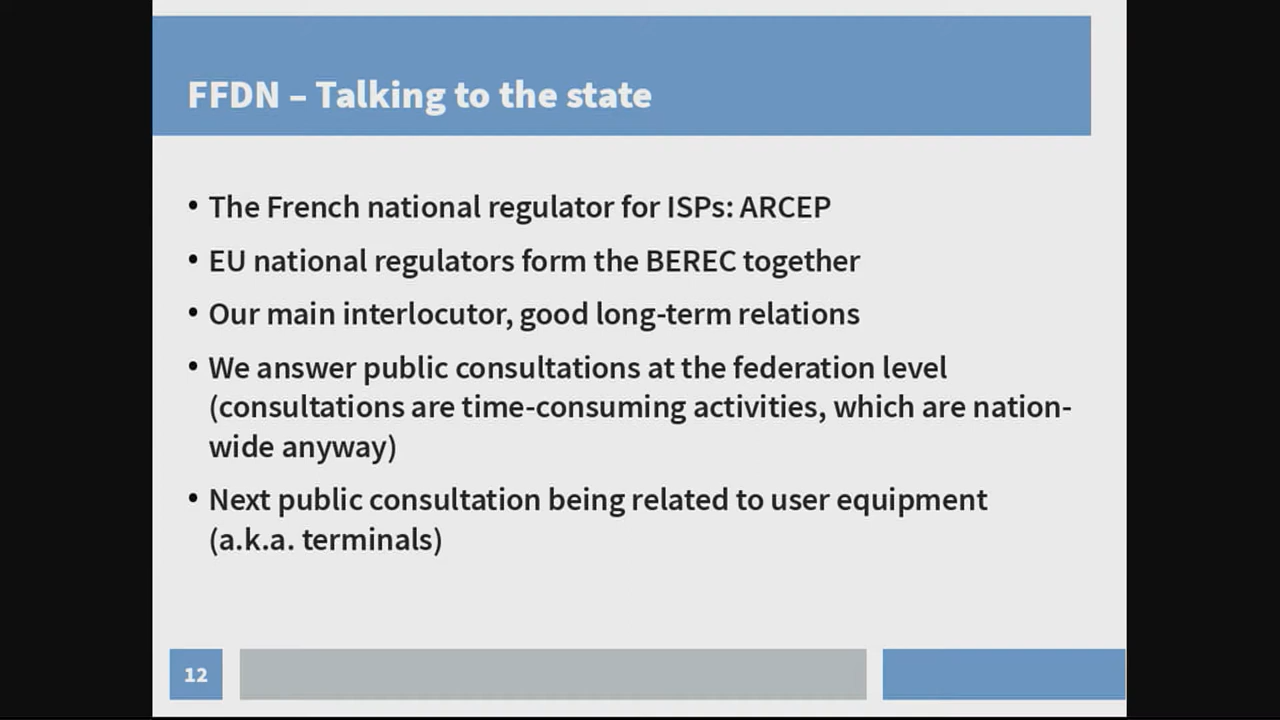 FFDN – Talking to the state
• The French national regulator for ISPs: ARCEP
• EU national regulators form the BEREC together
• Our main interlocutor, good long-term relations
• We answer public consultations at the federation level
(consultations are time-consuming activities, which are nation-
wide anyway)
• Next public consultation being related to user equipment
(a.k.a. terminals)
12